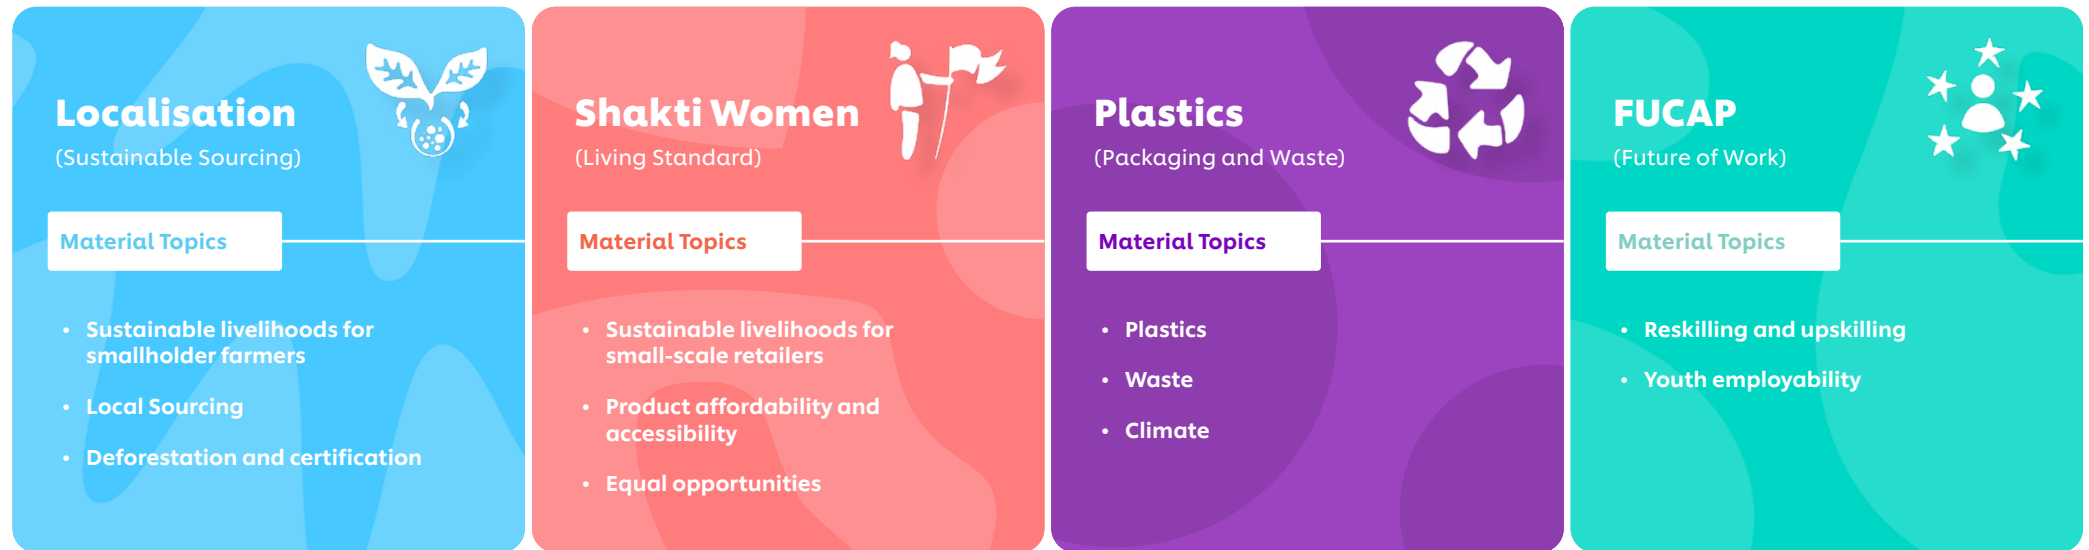 Localisation
(Sustainable Sourcing)
Material Topics
• Sustainable livelihoods for
smallholder farmers
• Local Sourcing
• Deforestation and certification
Shakti Women
(Living Standard)
Material Topics
• Sustainable livelihoods for
small-scale retailers
• Product affordability and
accessibility
• Equal opportunities
Plastics
(Packaging and Waste)
Material Topics
• Plastics
• Waste
• Climate
FUCAP
(Future of Work)
Material Topics
• Reskilling and upskilling
• Youth employability